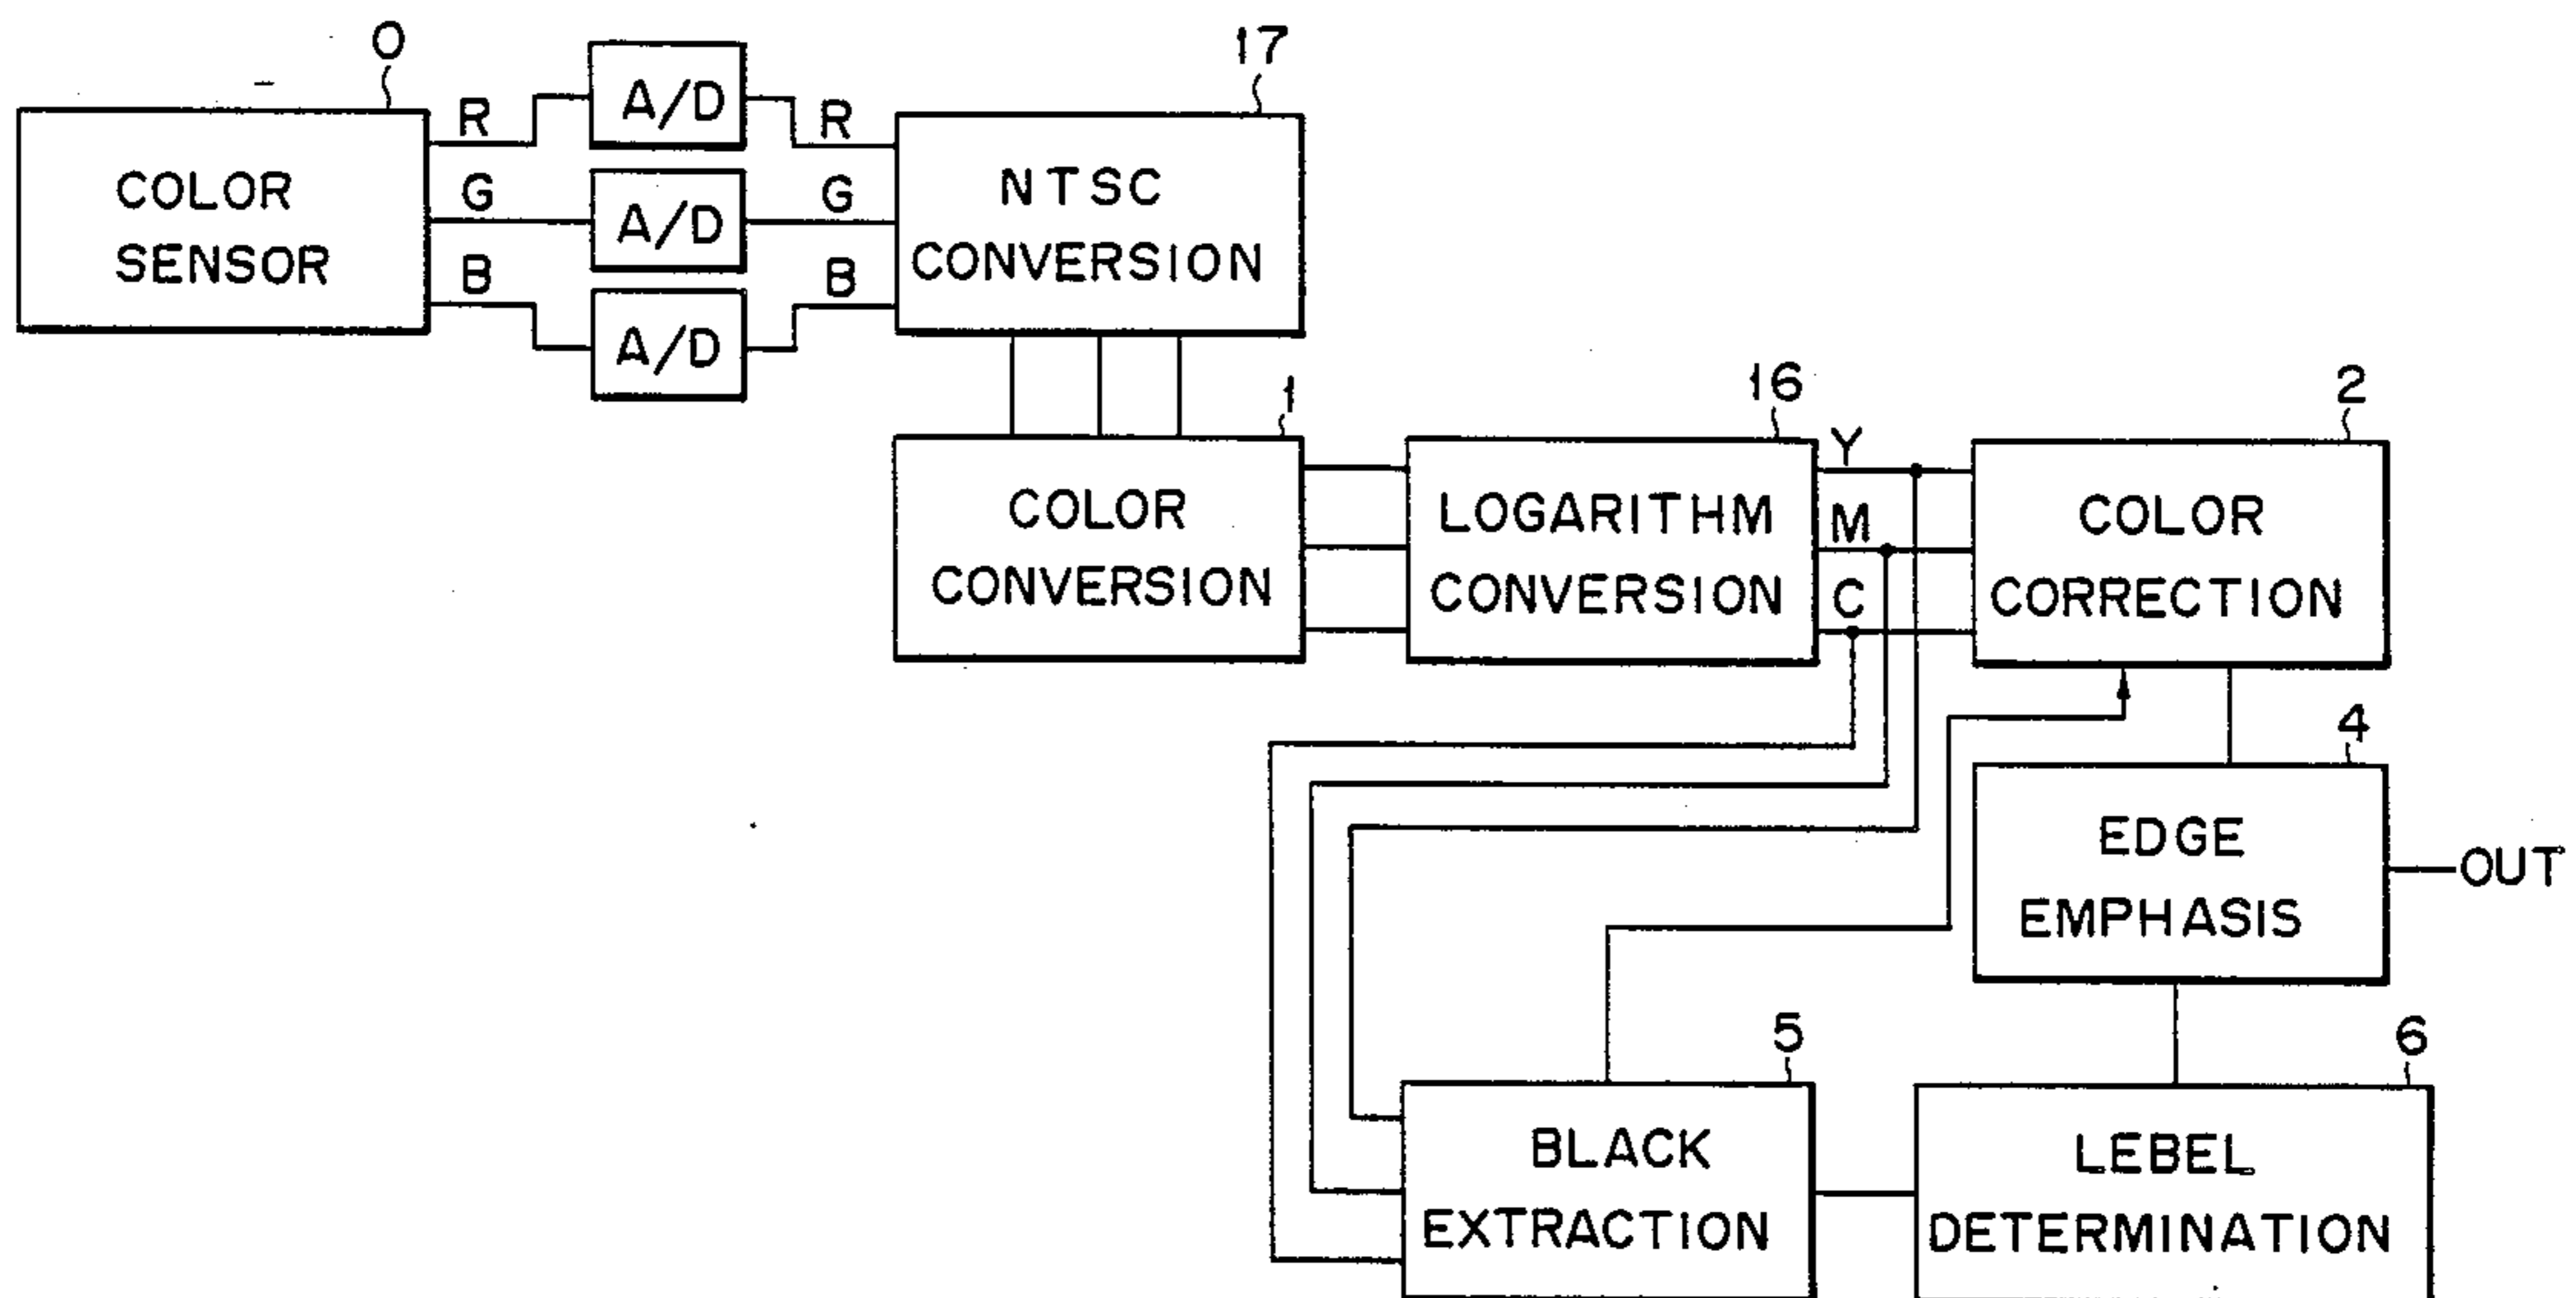 0
17
R
A/D
R
COLOR
SENSOR
G
A/D
G
NTSC
CONVERSION
B
A/D
B
1
16
2
COLOR
CONVERSION
LOGARITHM
CONVERSION
Y
M
C
COLOR
CORRECTION
4
EDGE
EMPHASIS
OUT
5
6
BLACK
EXTRACTION
LEBEL
DETERMINATION